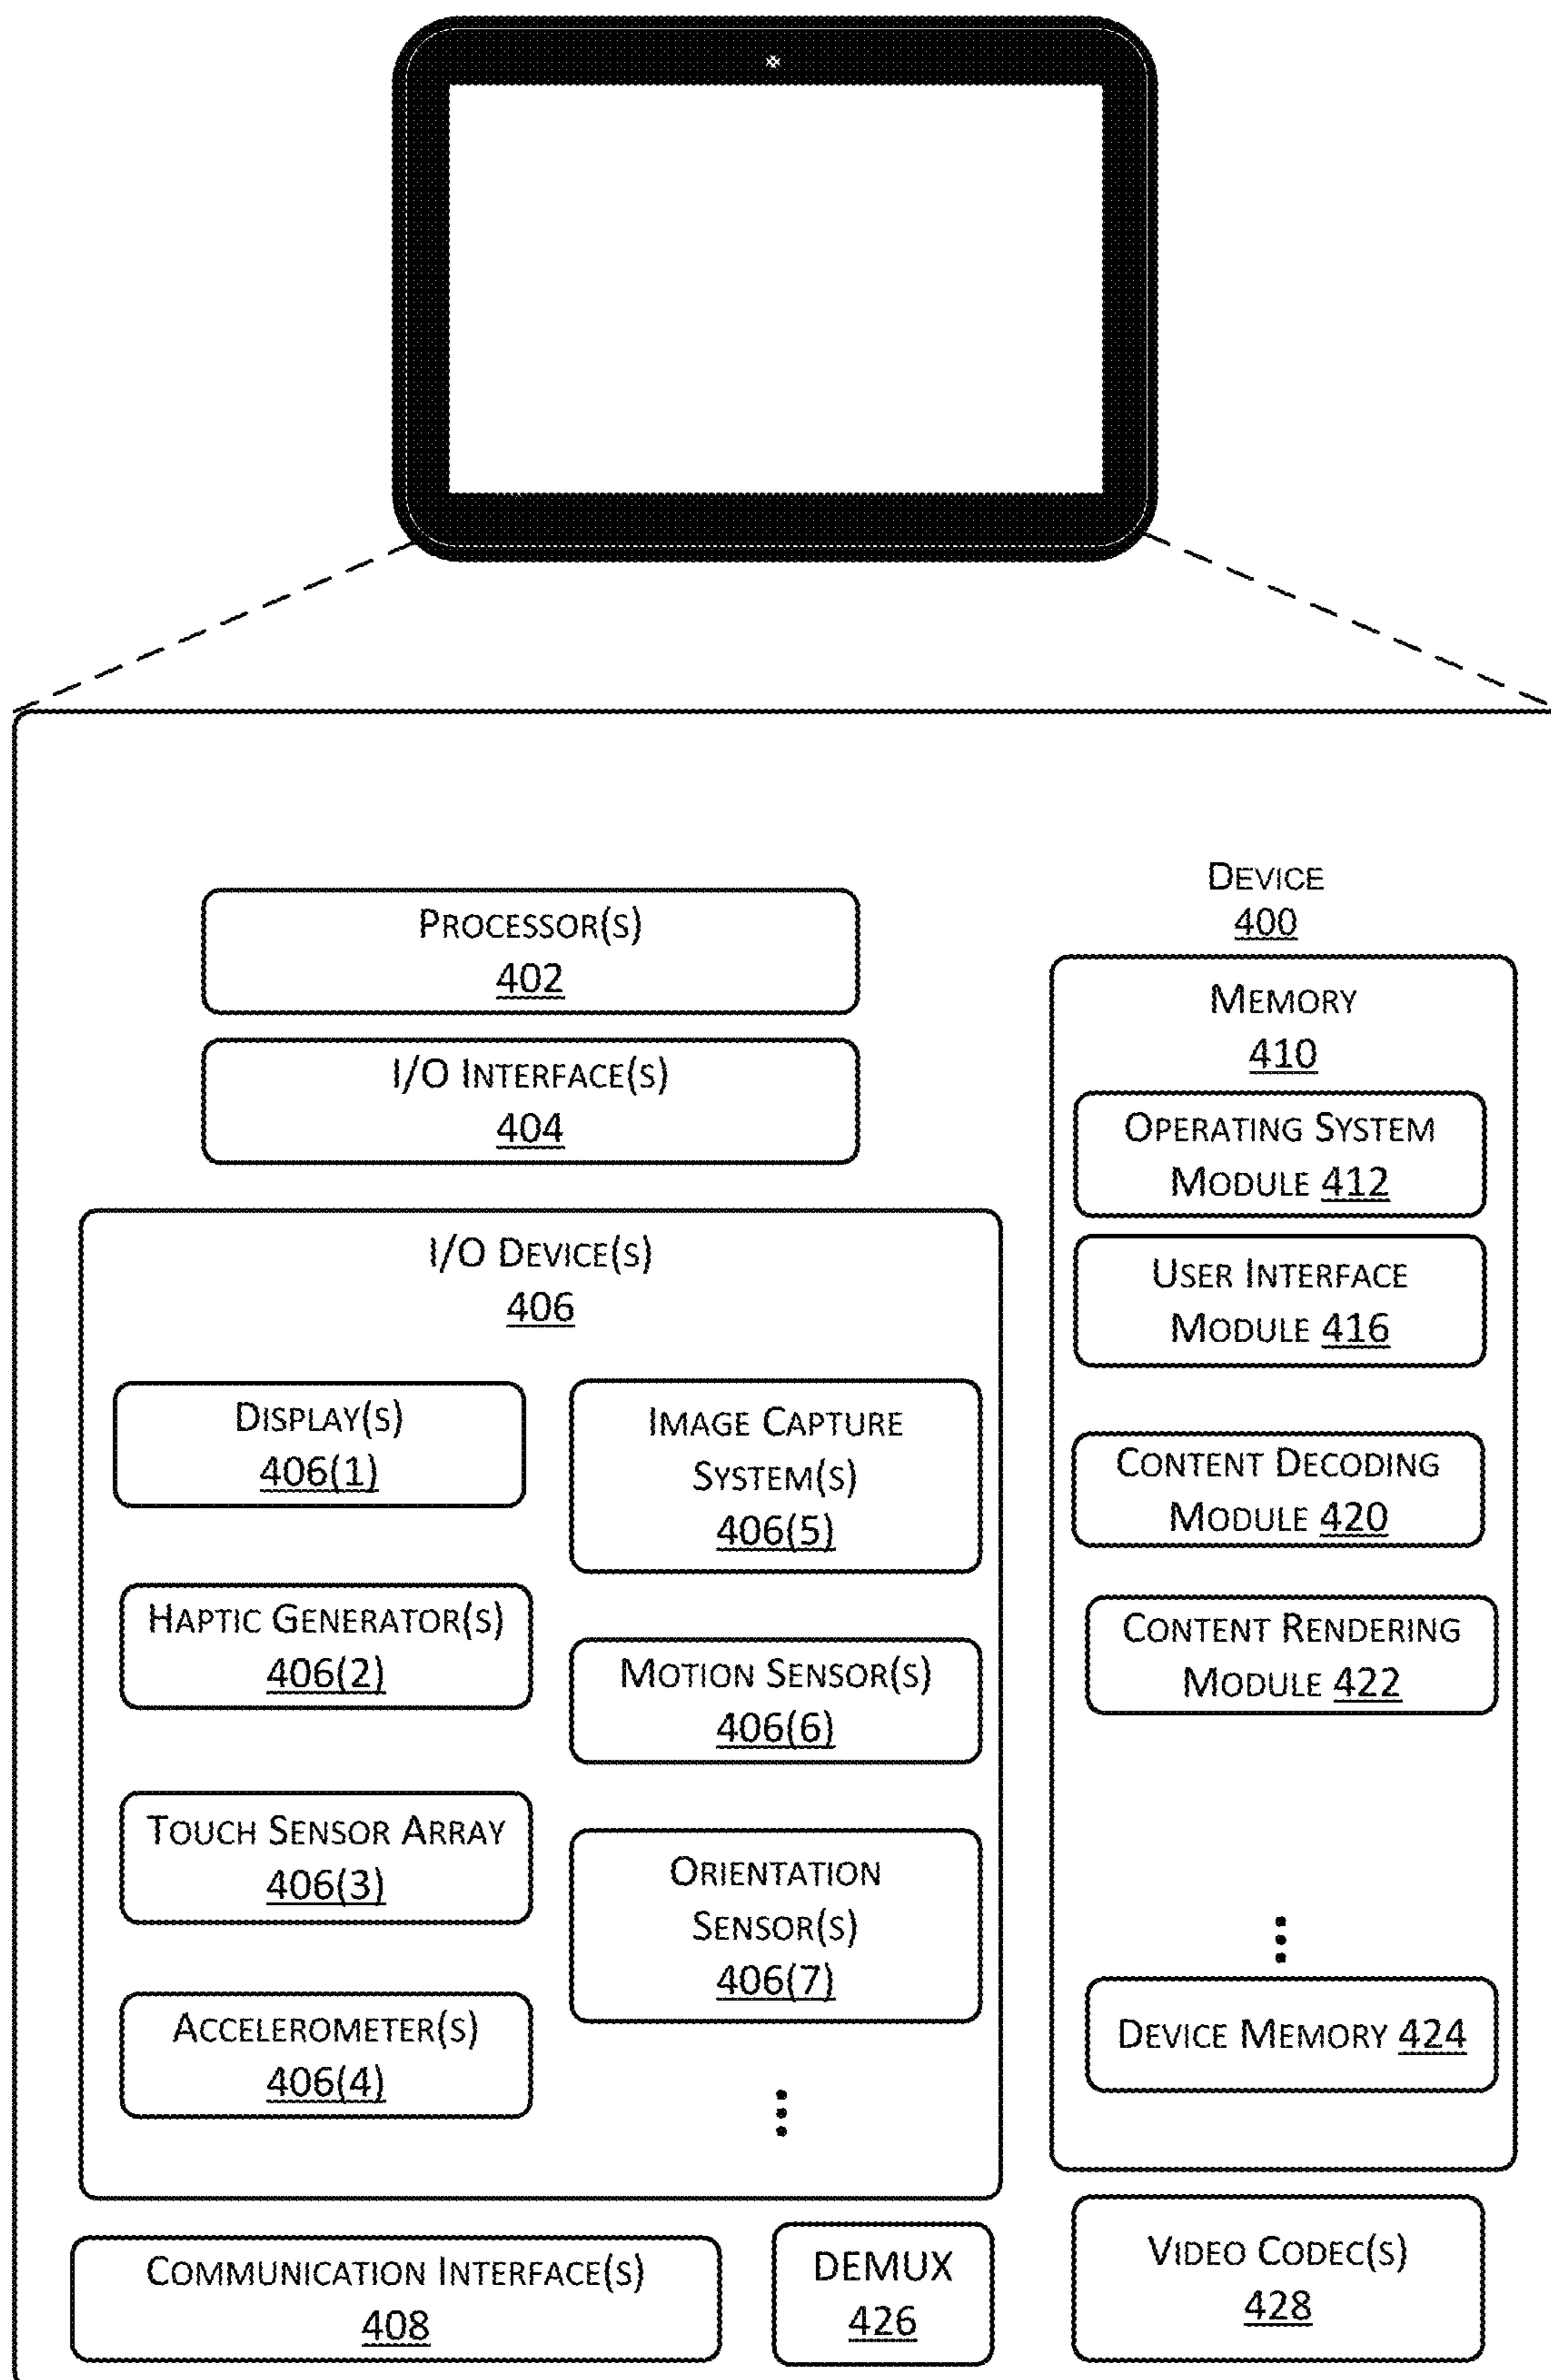 PROCESSOR(S)
402
I/O INTERFACE(S)
404
I/O DEVICE(S)
406
DISPLAY(S)
406(1)
HAPTIC GENERATOR(S)
406(2)
TOUCH SENSOR ARRAY
406(3)
ACCELEROMETER(S)
406(4)
IMAGE CAPTURE
SYSTEM(S)
406(5)
MOTION SENSOR(S)
406(6)
ORIENTATION
SENSOR(S)
406(7)
DEVICE
400
MEMORY
410
OPERATING SYSTEM
MODULE 412
USER INTERFACE
MODULE 416
CONTENT DECODING
MODULE 420
CONTENT RENDERING
MODULE 422
DEVICE MEMORY 424
COMMUNICATION INTERFACE(S)
408
DEMUX
426
VIDEO CODEC(S)
428